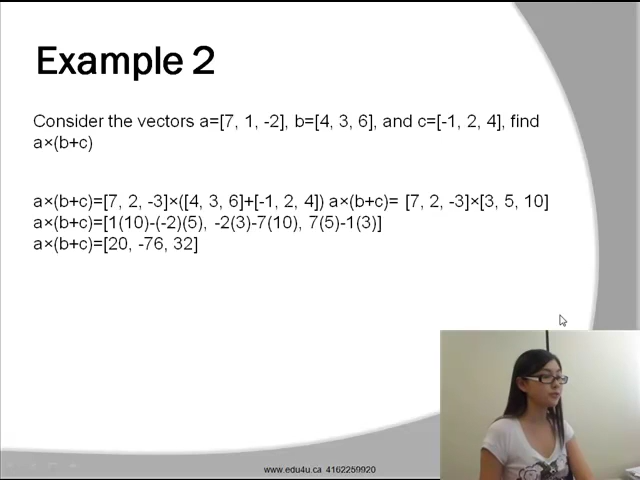 Example 2
Consider the vectors a=[7, 1, -2], b=[4, 3, 6], and c=[-1, 2, 4], find
a×(b+c)
a×(b+c)=[7, 2, -3]×([4, 3, 6]+[-1, 2, 4]) a×(b+c)= [7, 2, -3]×[3, 5, 10]
a×(b+c)=[1(10)-(-2)(5), -2(3)-7(10), 7(5)-1(3)]
a×(b+c)=[20, -76, 32]
www.edu4u.ca 4162259920